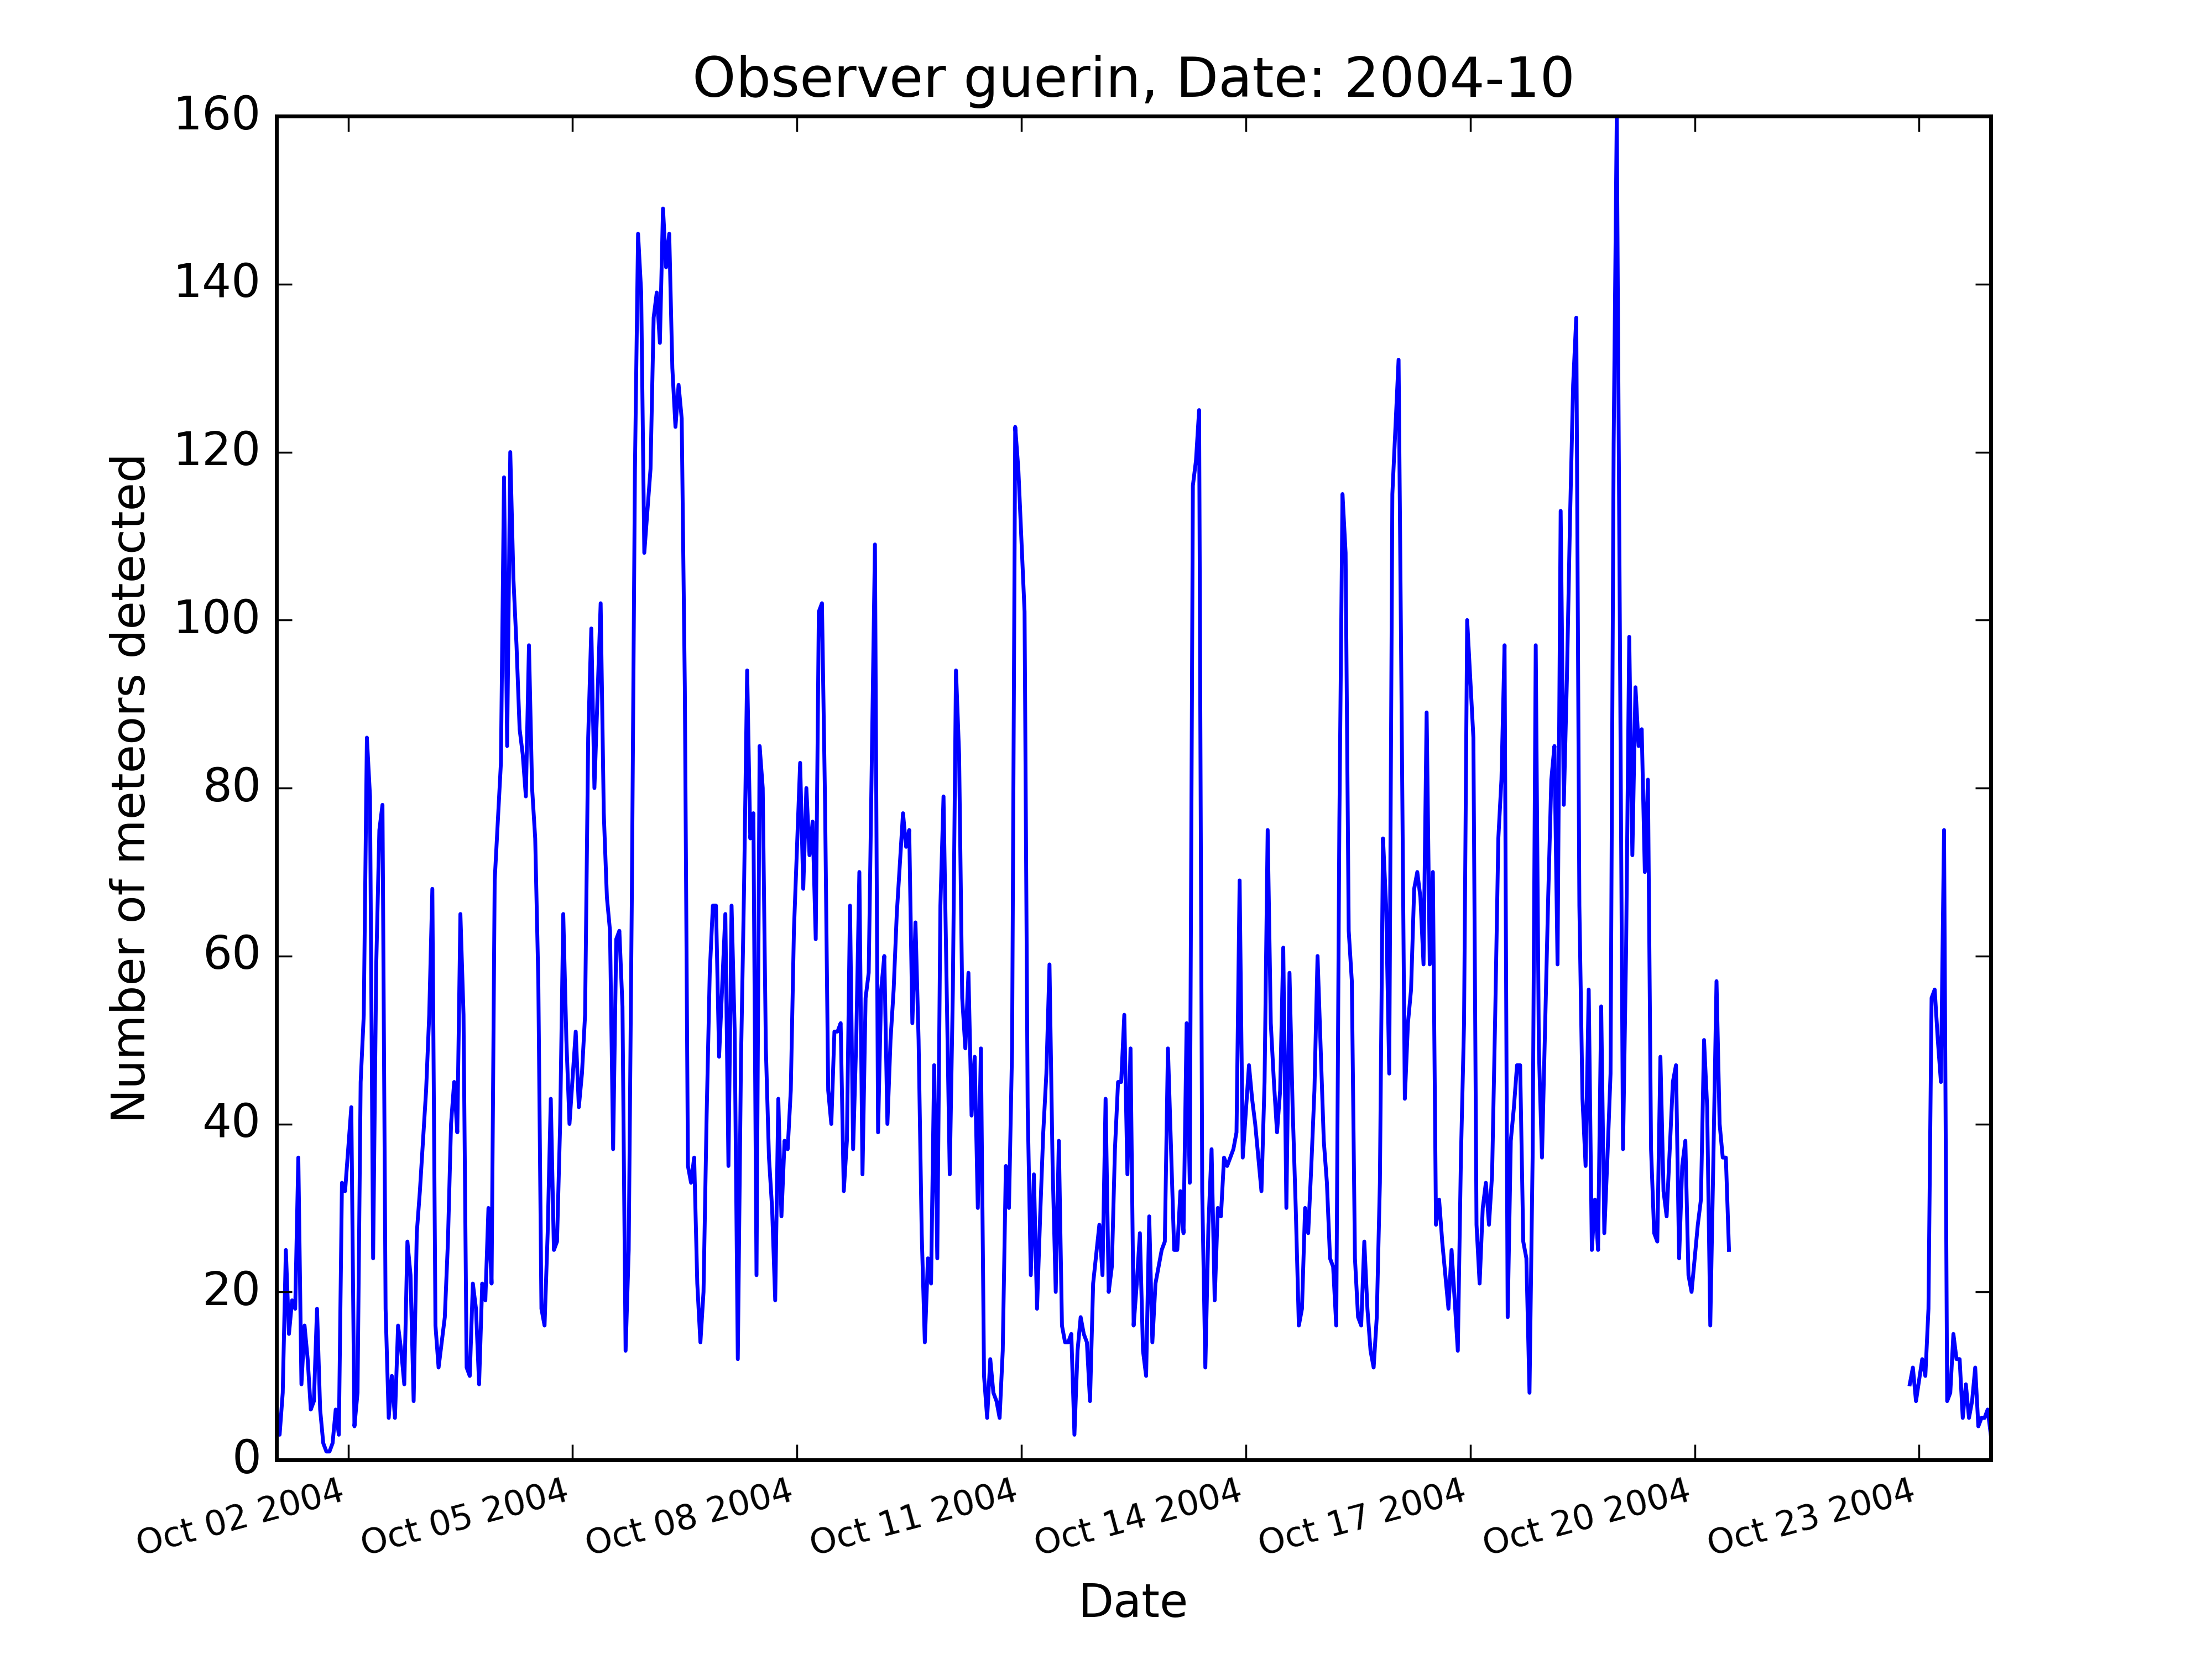 Observer guerin, Date: 2004-10
160
140
120
100
80
60
40
20
0
Number of meteors detected
Oct 02 2004
Oct 05 2004
Oct 08 2004
Oct 11 2004
Oct 14 2004
Oct 17 2004
Oct 20 2004
Oct 23 2004
Date